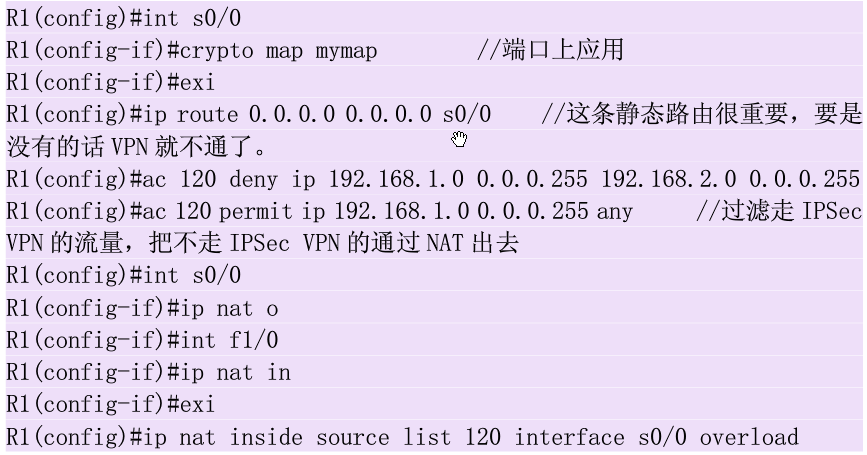 R1(config)#int s0/0
R1(config-if)#crypto map mymap //端口上应用
R1(config-if)#exi
R1(config)#ip route 0.0.0.0 0.0.0.0 s0/0 //这条静态路由很重要，要是
没有的话 VPN 就不通了。
R1(config)#ac 120 deny ip 192.168.1.0 0.0.0.255 192.168.2.0 0.0.0.255
R1(config)#ac 120 permit ip 192.168.1.0 0.0.0.255 any //过滤走 IPSec
VPN 的流量，把不走 IPSec VPN 的通过 NAT 出去
R1(config)#int s0/0
R1(config-if)#ip nat o
R1(config-if)#int f1/0
R1(config-if)#ip nat in
R1(config-if)#exi
R1(config)#ip nat inside source list 120 interface s0/0 overload